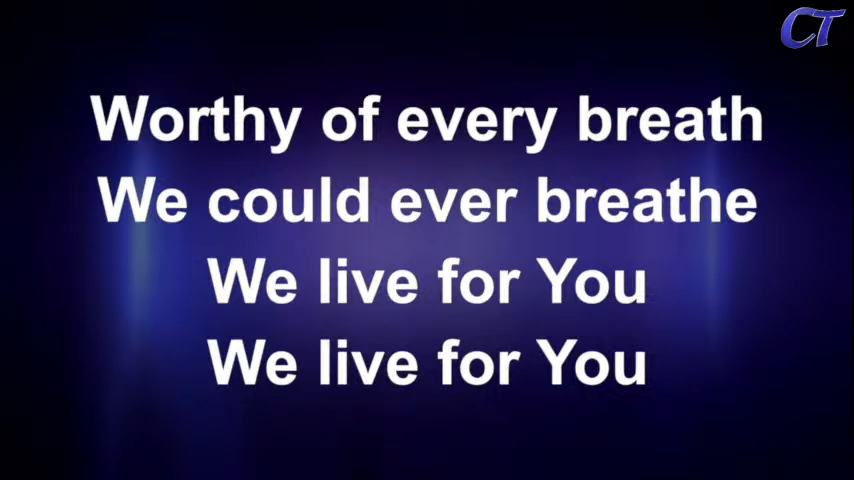 CT
Worthy of every breath
We could ever breathe
We live for You
We live for You